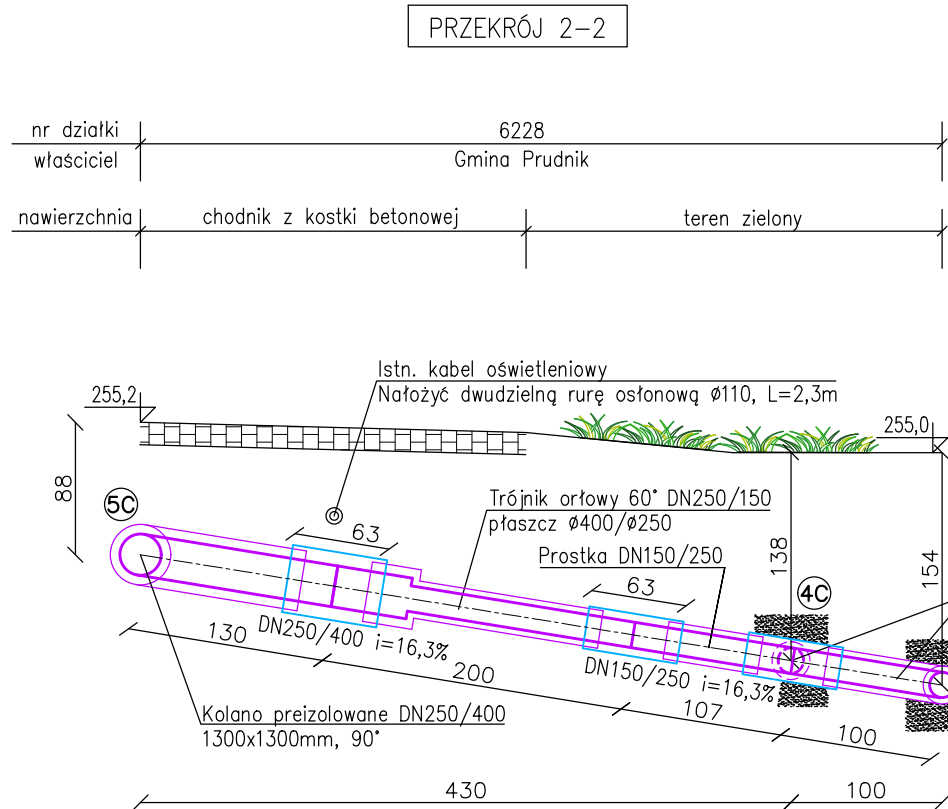 PRZEKRÓJ 2-2
nr działki
6228
właściciel
Gmina Prudnik
nawierzchnia
chodnik z kostki betonowej
teren zielony
Istn. kabel oświetleniowy
Nałożyć dwudzielną rurę osłonową ø110, L=2,3m
255,2
255,0
88
5C
63
Trójnik orłowy 60° DN250/150
płaszcz ø400/ø250
Prostka DN150/250
63
138
154
4C
DN250/400 i=16,3%
DN150/250 i=16,3%
130
200
107
100
Kolano preizolowane DN250/400
1300x1300mm, 90°
430
100